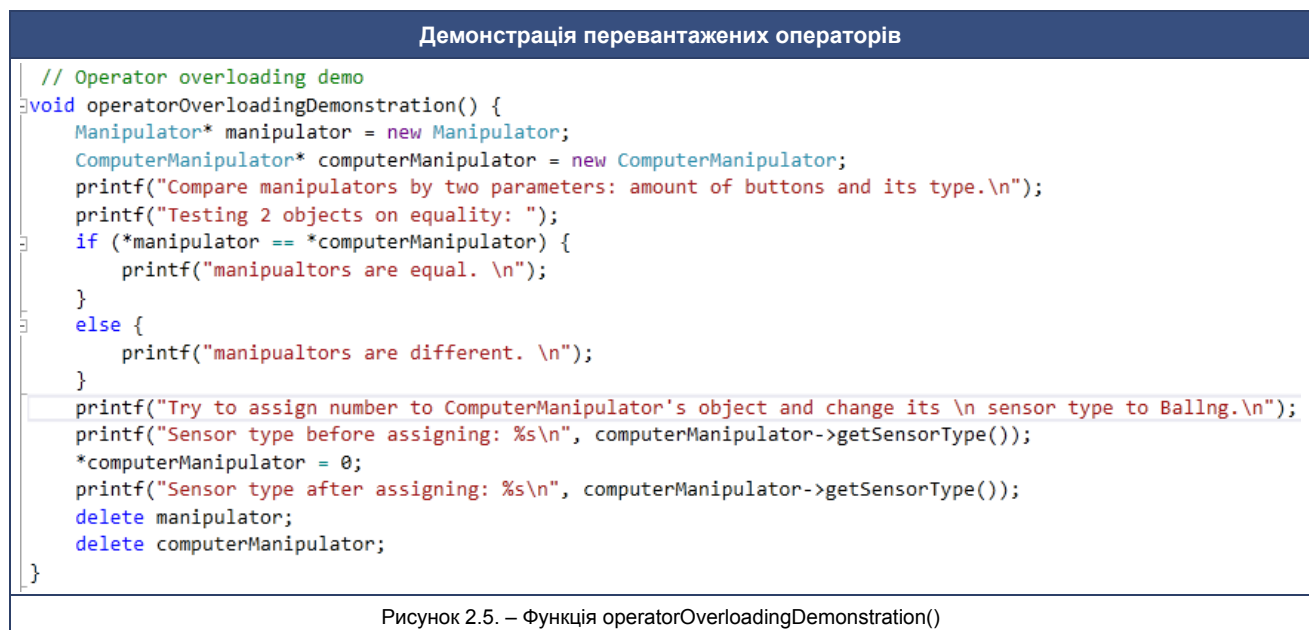 Демонстрація перевантажених операторів
// Operator overloading demo
void operatorOverloadingDemonstration() {
Manipulator* manipulator = new Manipulator;
ComputerManipulator* computerManipulator = new ComputerManipulator;
printf("Compare manipulators by two parameters: amount of buttons and its type.\n");
printf("Testing 2 objects on equality: ");
if (*manipulator == *computerManipulator) {
printf("manipualtors are equal. \n");
}
else {
printf("manipualtors are different. \n");
}
printf("Try to assign number to ComputerManipulator's object and change its \n sensor type to Ballng.\n");
printf("Sensor type before assigning: %s\n", computerManipulator->getSensorType());
*computerManipulator = 0;
printf("Sensor type after assigning: %s\n", computerManipulator->getSensorType());
delete manipulator;
delete computerManipulator;
}
Рисунок 2.5. – Функція operatorOverloadingDemonstration()